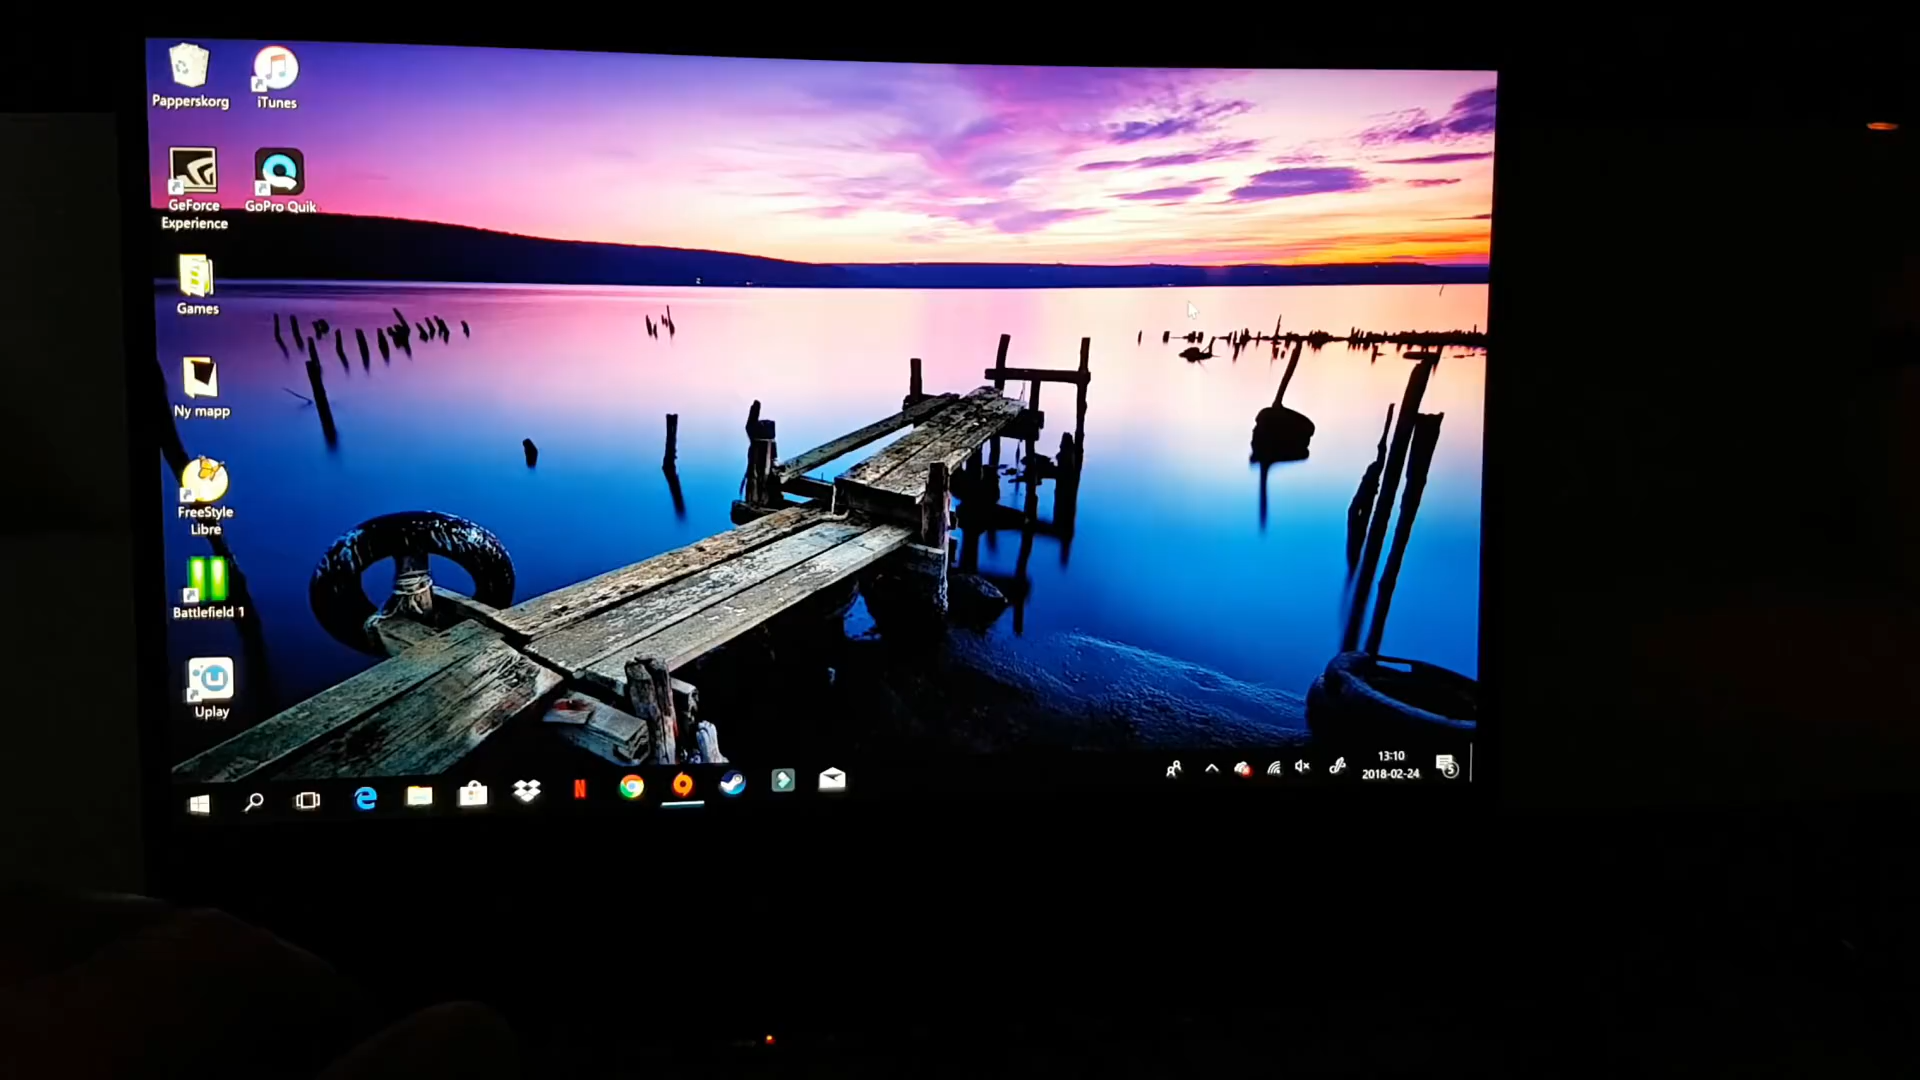 Papperskorg
iTunes
GeForce
Experience
GoPro Quik
Games
Ny mapp
FreeStyle
Libre
Battlefield 1
Uplay
N
13:10
2018-02-24
5